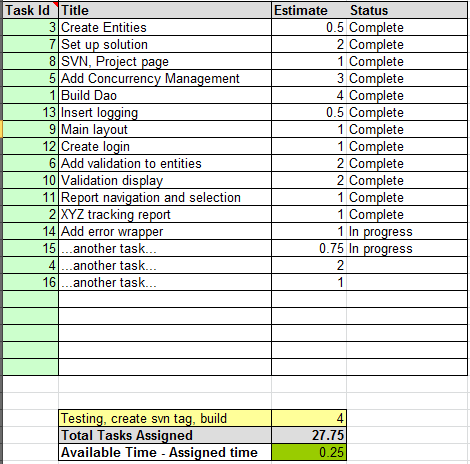 Task Id Title Estimate Status
3 Create Entities 0.5 Complete
7 Set up solution 2 Complete
8 SVN, Project page 1 Complete
5 Add Concurrency Management 3 Complete
1 Build Dao 4 Complete
13 Insert logging 0.5 Complete
9 Main layout 1 Complete
12 Create login 1 Complete
6 Add validation to entities 2 Complete
10 Validation display 2 Complete
11 Report navigation and selection 1 Complete
2 XYZ tracking report 1 Complete
14 Add error wrapper 1 In progress
15 ...another task... 0.75 In progress
4 ...another task... 2
16 ...another task... 1
Testing, create svn tag, build 4
Total Tasks Assigned 27.75
Available Time - Assigned time 0.25